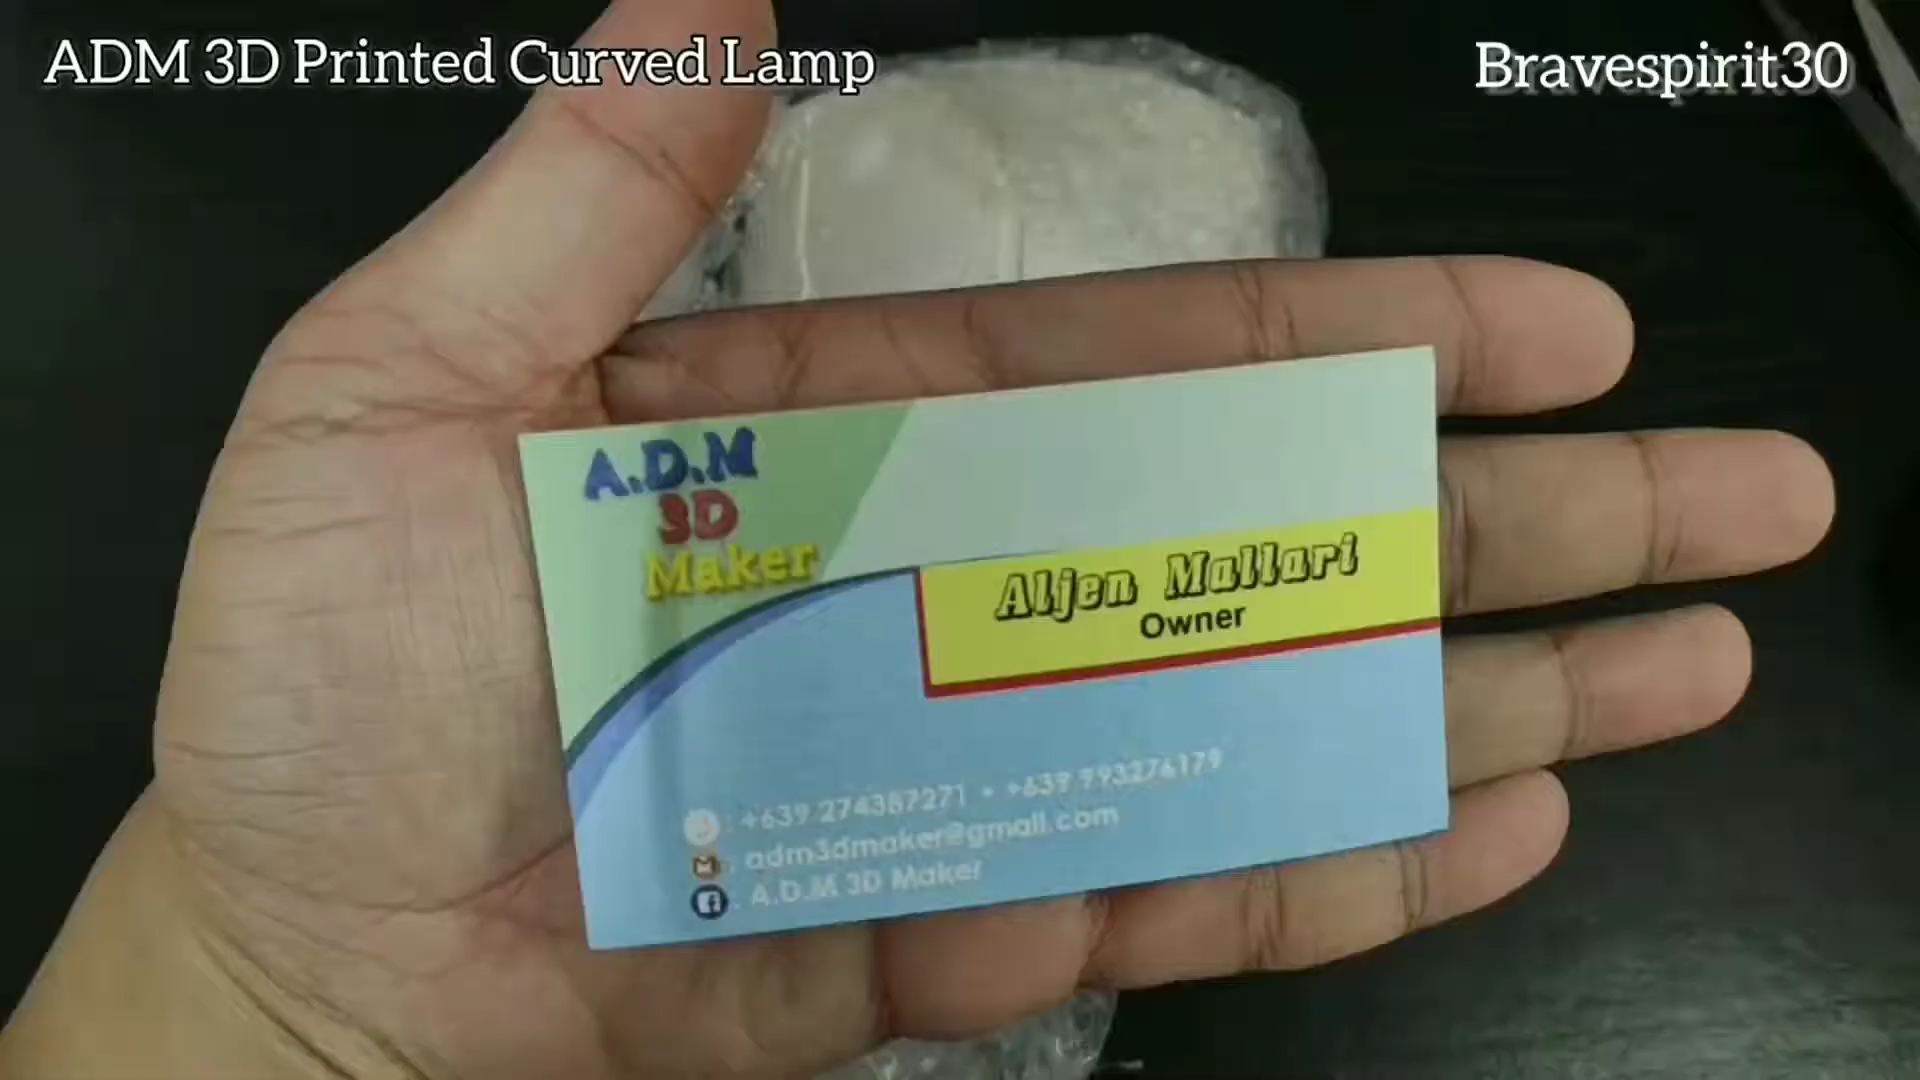 ADM 3D Printed Curved Lamp
Bravespirit30
A.D.M
3D
Maker
Aljen Mallari
Owner
: +639 274387271 • +639 993276179
: adm3dmaker@gmail.com
: A.D.M 3D Maker